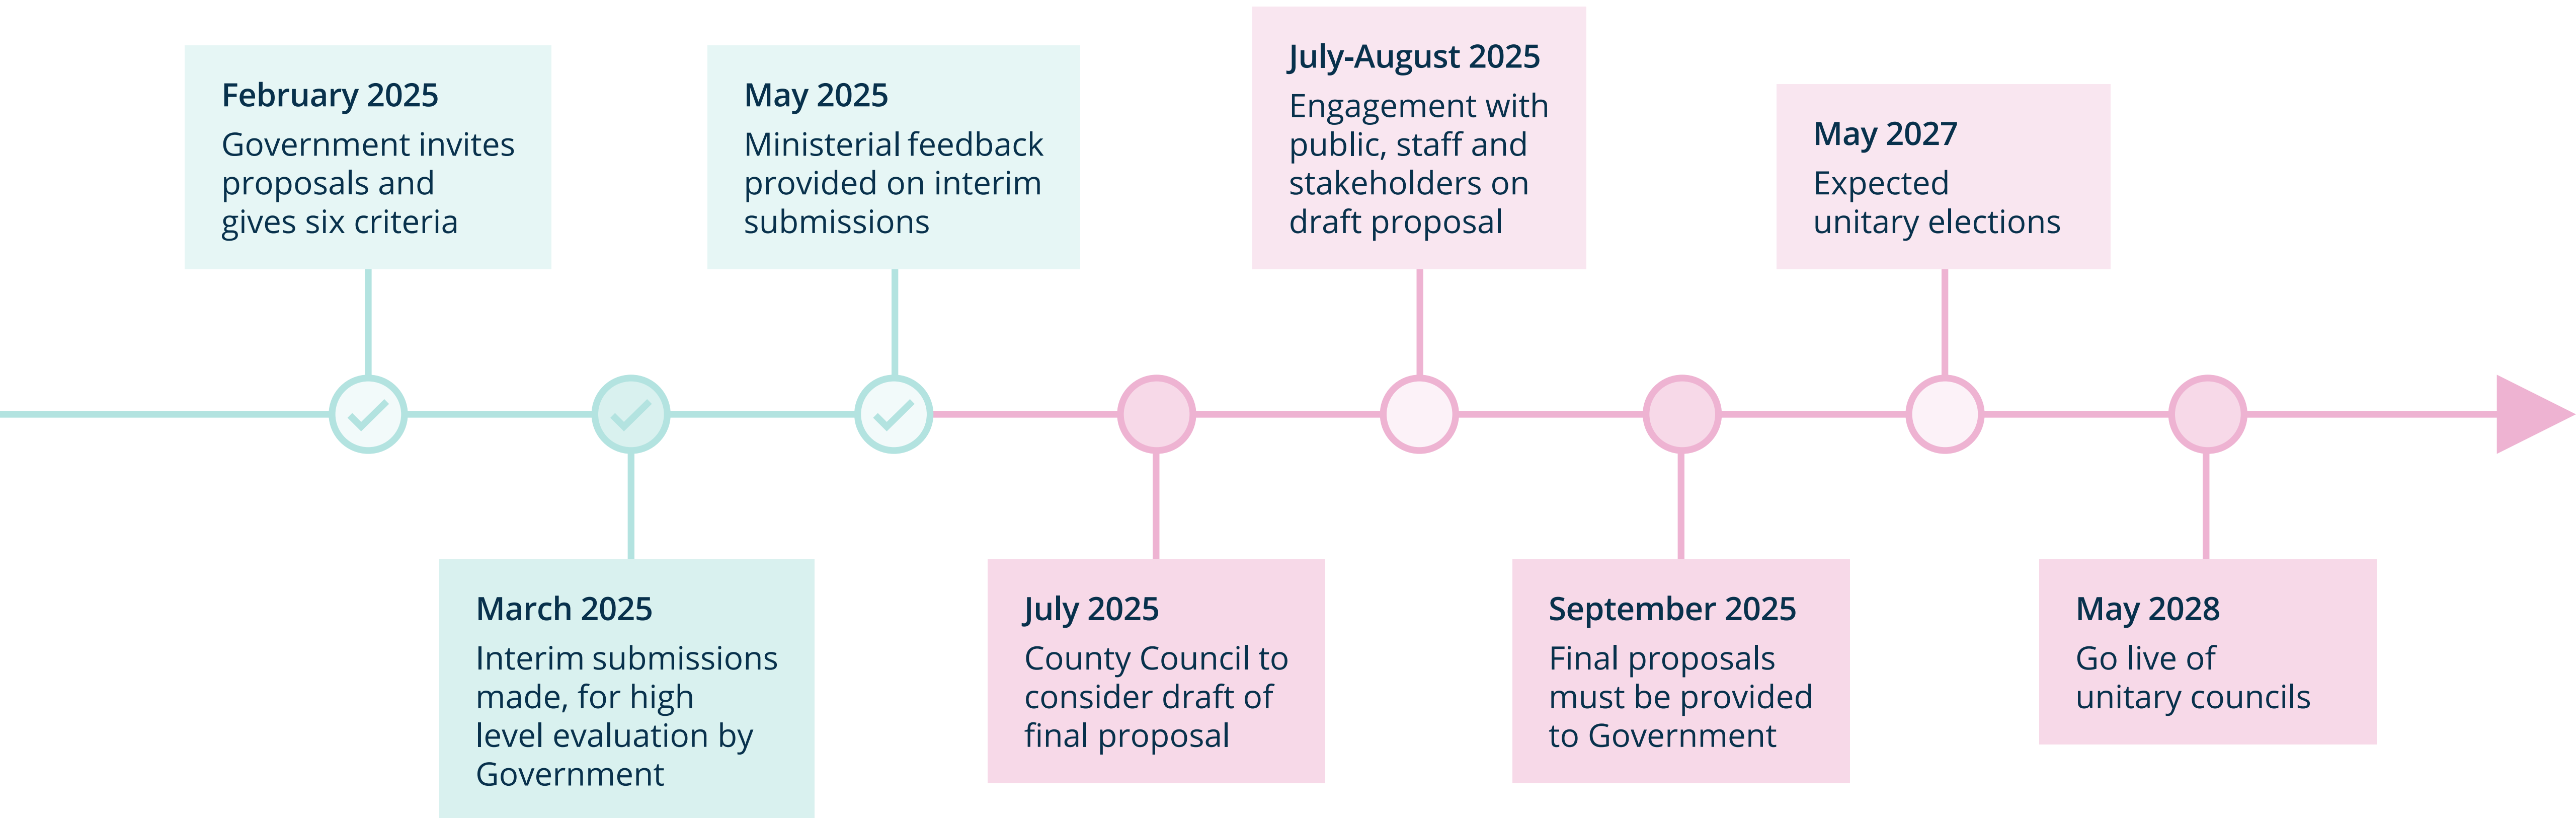 February 2025
Government invites
proposals and
gives six criteria
March 2025
Interim submissions
made, for high
level evaluation by
Government
May 2025
Ministerial feedback
provided on interim
submissions
July 2025
County Council to
consider draft of
final proposal
July-August 2025
Engagement with
public, staff and
stakeholders on
draft proposal
September 2025
Final proposals
must be provided
to Government
May 2027
Expected
unitary elections
May 2028
Go live of
unitary councils